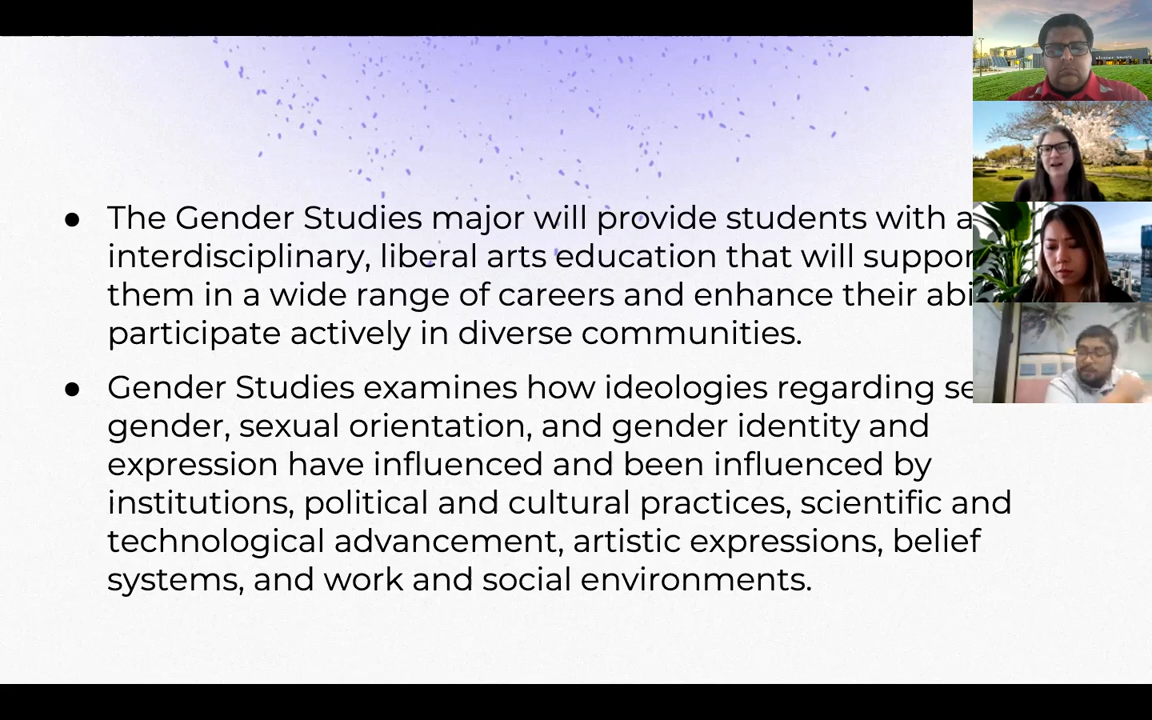 The Gender Studies major will provide students with a
interdisciplinary, liberal arts education that will suppor
them in a wide range of careers and enhance their abi
participate actively in diverse communities.
Gender Studies examines how ideologies regarding se
gender, sexual orientation, and gender identity and
expression have influenced and been influenced by
institutions, political and cultural practices, scientific and
technological advancement, artistic expressions, belief
systems, and work and social environments.